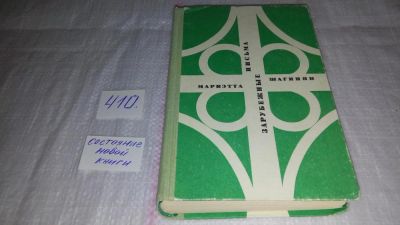 410.
состояние
новой
книги
МАРИЭТТА
ШАГИНЯН
ЗАРУБЕЖНЫЕ
ПИСЬМА